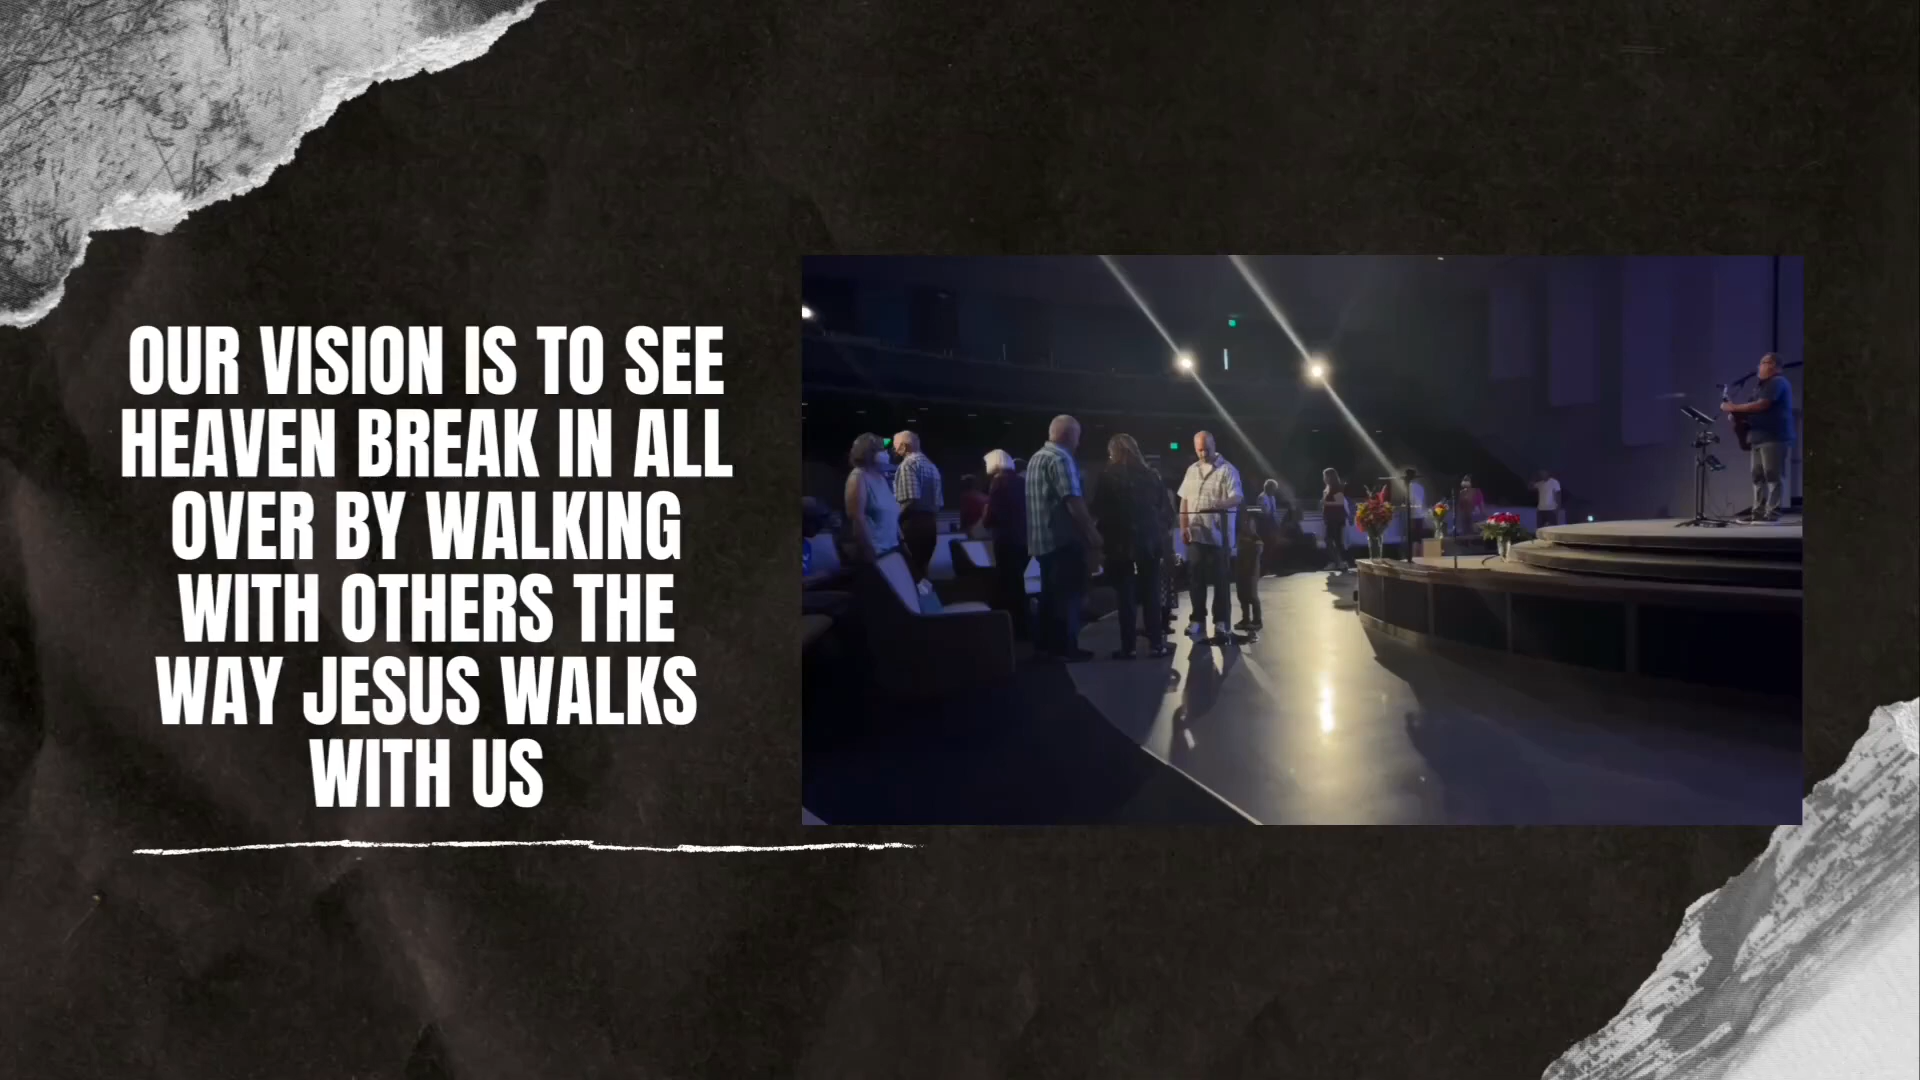 OUR VISION IS TO SEE
HEAVEN BREAK IN ALL
OVER BY WALKING
WITH OTHERS THE
WAY JESUS WALKS
WITH US